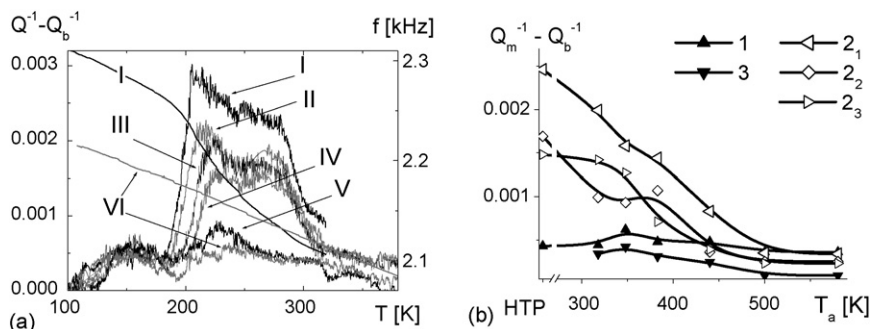 Q⁻¹-Q_b⁻¹
f [kHz]
0.003
0.002
0.001
0.000
I
I
II
III
IV
V
VI
2.3
2.2
2.1
100
200
300
T [K]
(a)
Q_m⁻¹ - Q_b⁻¹
1
3
2₁
2₂
2₃
0.002
0.001
HTP
300
400
500
T_a [K]
(b)